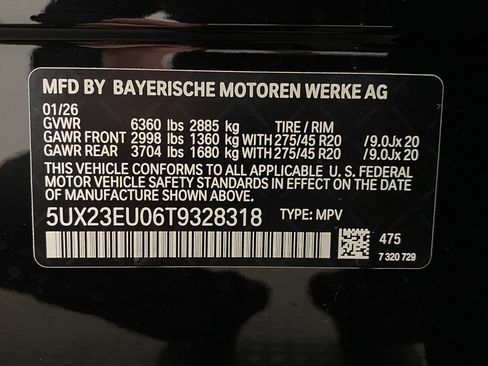 MFD BY BAYERISCHE MOTOREN WERKE AG
01/26
GVWR 6360 lbs 2885 kg TIRE / RIM
GAWR FRONT 2998 lbs 1360 kg WITH 275/45 R20 /9.0Jx 20
GAWR REAR 3704 lbs 1680 kg WITH 275/45 R20 /9.0Jx 20
THIS VEHICLE CONFORMS TO ALL APPLICABLE U. S. FEDERAL
MOTOR VEHICLE SAFETY STANDARDS IN EFFECT ON THE DATE
OF MANUFACTURE SHOWN ABOVE.
5UX23EU06T9328318 TYPE: MPV
475
7 320 729